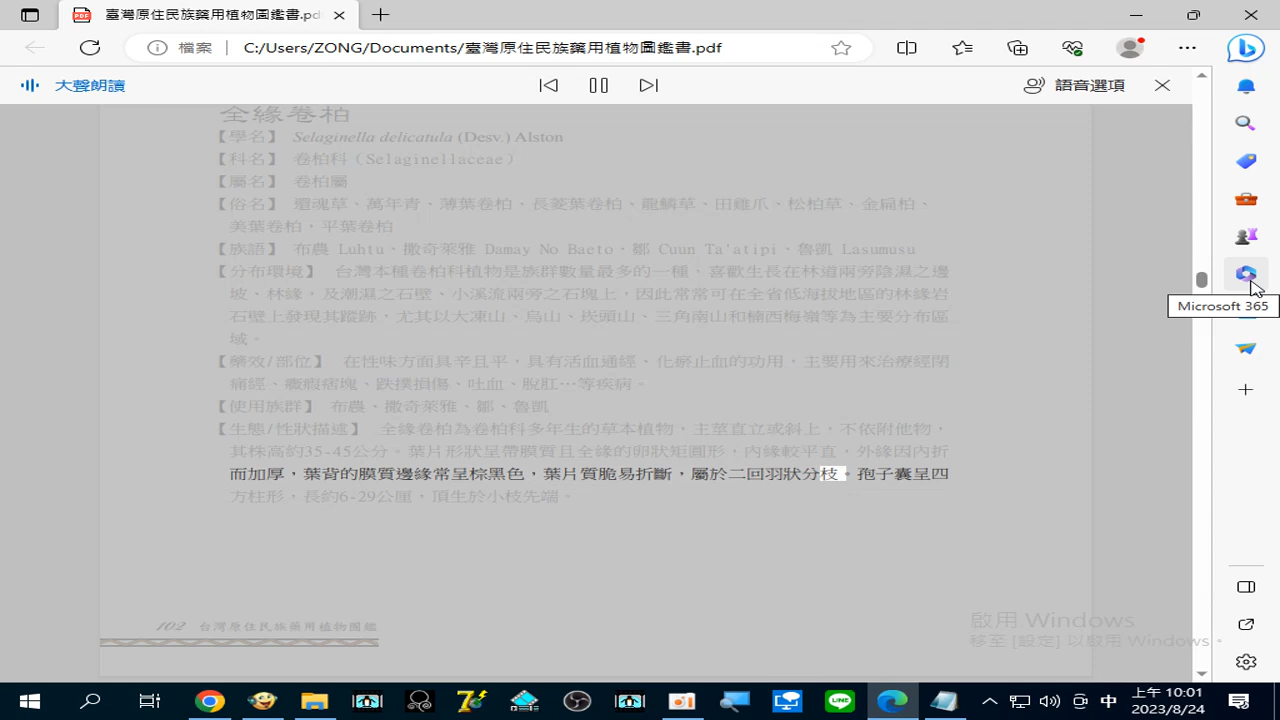 臺灣原住民族藥用植物圖鑑書.pdf
檔案
C:/Users/ZONG/Documents/臺灣原住民族藥用植物圖鑑書.pdf
大聲朗讀
語音選項
全緣卷柏
【學名】 Selaginella delicatula (Desv.) Alston
【科名】 卷柏科（Selaginellaceae）
【屬名】 卷柏屬
【俗名】 還魂草、萬年青、薄葉卷柏、長菱葉卷柏、龍鱗草、田雞爪、松柏草、金扁柏、
美葉卷柏，平葉卷柏
【族語】 布農 Luhtu、撒奇萊雅 Damay No Baeto、鄒 Cuun Ta'atipi、魯凱 Lasumusu
【分布環境】 台灣本種卷柏科植物是族群數量最多的一種，喜歡生長在林道兩旁陰濕之邊
坡、林緣，及潮濕之石壁、小溪流兩旁之石塊上，因此常常可在全省低海拔地區的林緣岩
石壁上發現其蹤跡，尤其以大凍山、烏山、崁頭山、三角南山和楠西梅嶺等為主要分布區
域。
【藥效/部位】 在性味方面具辛且平，具有活血通經、化瘀止血的功用，主要用來治療經閉
痛經、癥瘕痞塊、跌撲損傷、吐血、脫肛…等疾病。
【使用族群】 布農、撒奇萊雅、鄒、魯凱
【生態/性狀描述】 全緣卷柏為卷柏科多年生的草本植物，主莖直立或斜上，不依附他物，
其株高約35-45公分。葉片形狀呈帶膜質且全緣的卵狀矩圓形，內緣較平直，外緣因內折
而加厚，葉背的膜質邊緣常呈棕黑色，葉片質脆易折斷，屬於二回羽狀分枝。孢子囊呈四
方柱形，長約6-29公厘，頂生於小枝先端。
102 台灣原住民族藥用植物圖鑑
Microsoft 365
啟用 Windows
移至 [設定] 以啟用 Windows。
中
上午 10:01
2023/8/24